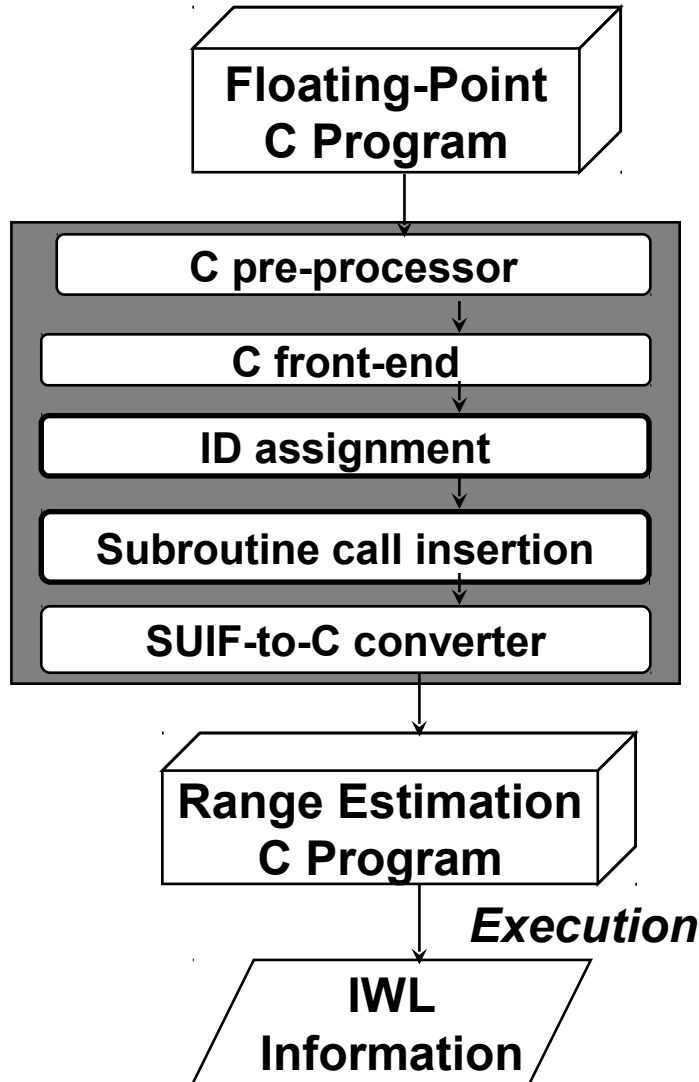 Floating-Point
C Program
C pre-processor
C front-end
ID assignment
Subroutine call insertion
SUIF-to-C converter
Range Estimation
C Program
Execution
IWL
Information